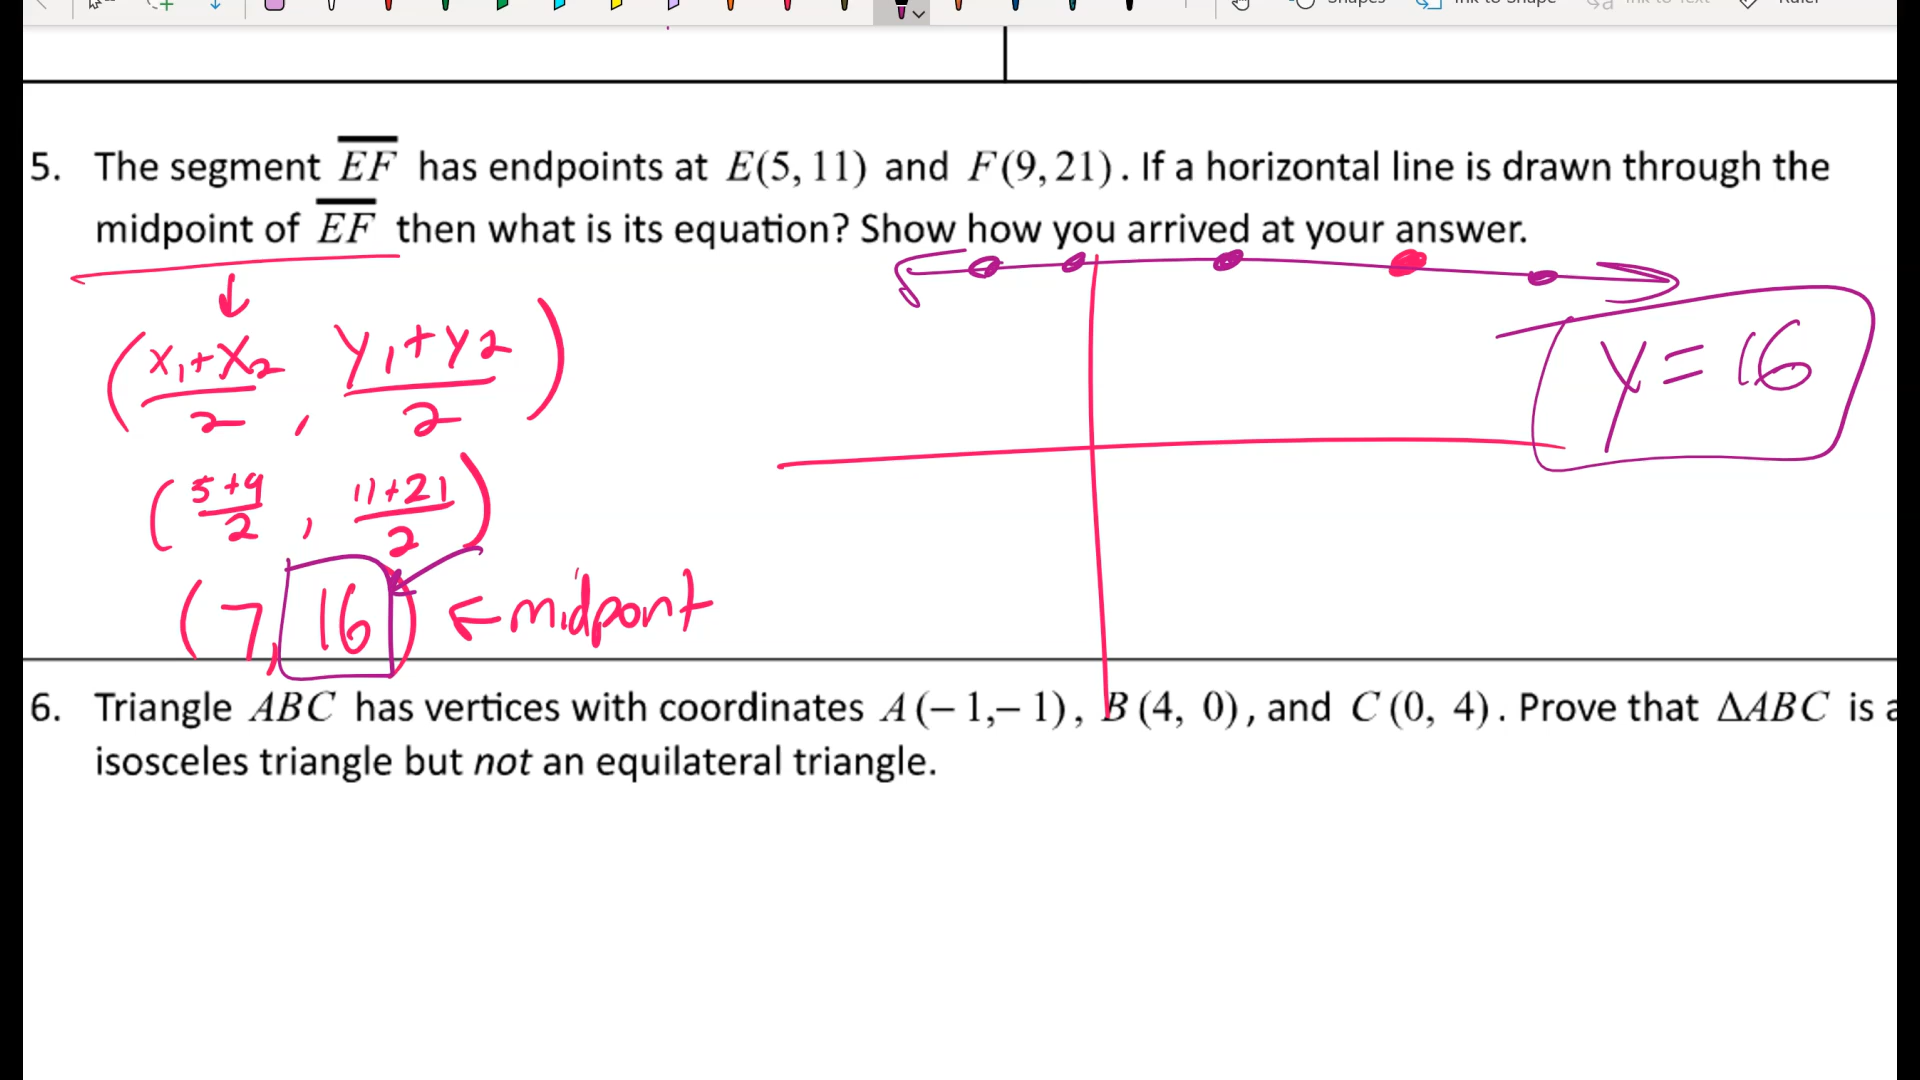 5. The segment EF has endpoints at E(5, 11) and F(9, 21). If a horizontal line is drawn through the
midpoint of EF then what is its equation? Show how you arrived at your answer.
(x₁+x₂/2, y₁+y₂/2)
y = 16
(5+9/2, 11+21/2)
(7, 16) ← midpont
6. Triangle ABC has vertices with coordinates A(−1,−1), B(4, 0), and C(0, 4). Prove that ΔABC is a
isosceles triangle but not an equilateral triangle.